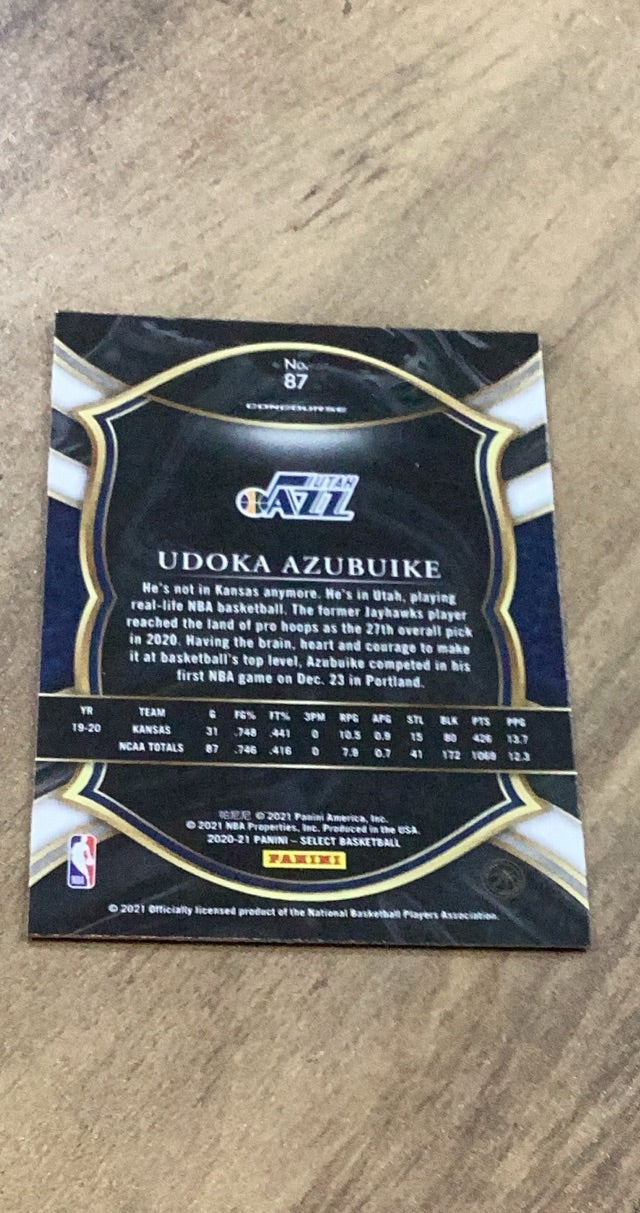 No.
87
CONCOURSE
UTAH
JAZZ
UDOKA AZUBUIKE
He's not in Kansas anymore. He's in Utah, playing
real-life NBA basketball. The former Jayhawks player
reached the land of pro hoops as the 27th overall pick
in 2020. Having the brain, heart and courage to make
it at basketball's top level, Azubuike competed in his
first NBA game on Dec. 23 in Portland.
YR TEAM G FG% FT% 3PM RPG APG STL BLK PTS PPG
19-20 KANSAS 31 .748 .441 0 10.5 0.9 15 80 426 13.7
NCAA TOTALS 87 .746 .416 0 7.9 0.7 41 172 1069 12.3
帕尼尼 © 2021 Panini America, Inc.
© 2021 NBA Properties, Inc. Produced in the USA.
2020-21 PANINI – SELECT BASKETBALL
PANINI
NBA
© 2021 Officially licensed product of the National Basketball Players Association.